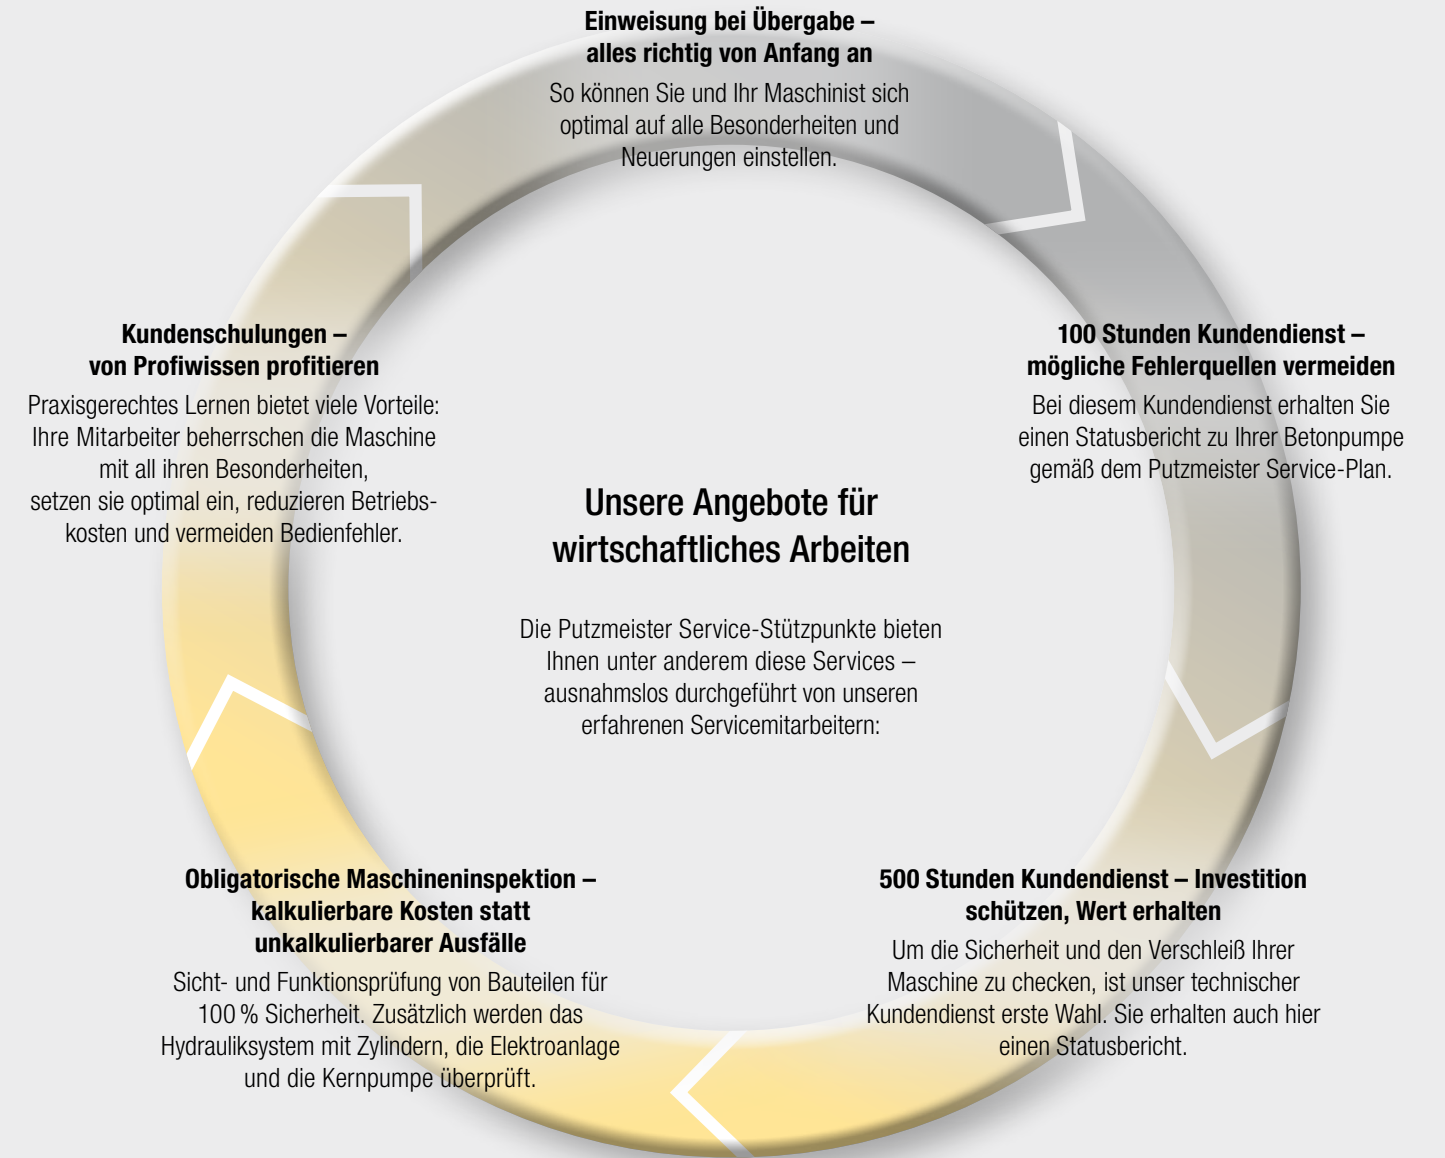 Einweisung bei Übergabe –
alles richtig von Anfang an
So können Sie und Ihr Maschinist sich
optimal auf alle Besonderheiten und
Neuerungen einstellen.
100 Stunden Kundendienst –
mögliche Fehlerquellen vermeiden
Bei diesem Kundendienst erhalten Sie
einen Statusbericht zu Ihrer Betonpumpe
gemäß dem Putzmeister Service-Plan.
500 Stunden Kundendienst – Investition
schützen, Wert erhalten
Um die Sicherheit und den Verschleiß Ihrer
Maschine zu checken, ist unser technischer
Kundendienst erste Wahl. Sie erhalten auch hier
einen Statusbericht.
Obligatorische Maschineninspektion –
kalkulierbare Kosten statt
unkalkulierbarer Ausfälle
Sicht- und Funktionsprüfung von Bauteilen für
100 % Sicherheit. Zusätzlich werden das
Hydrauliksystem mit Zylindern, die Elektroanlage
und die Kernpumpe überprüft.
Kundenschulungen –
von Profiwissen profitieren
Praxisgerechtes Lernen bietet viele Vorteile:
Ihre Mitarbeiter beherrschen die Maschine
mit all ihren Besonderheiten,
setzen sie optimal ein, reduzieren Betriebs-
kosten und vermeiden Bedienfehler.
Unsere Angebote für
wirtschaftliches Arbeiten
Die Putzmeister Service-Stützpunkte bieten
Ihnen unter anderem diese Services –
ausnahmslos durchgeführt von unseren
erfahrenen Servicemitarbeitern: